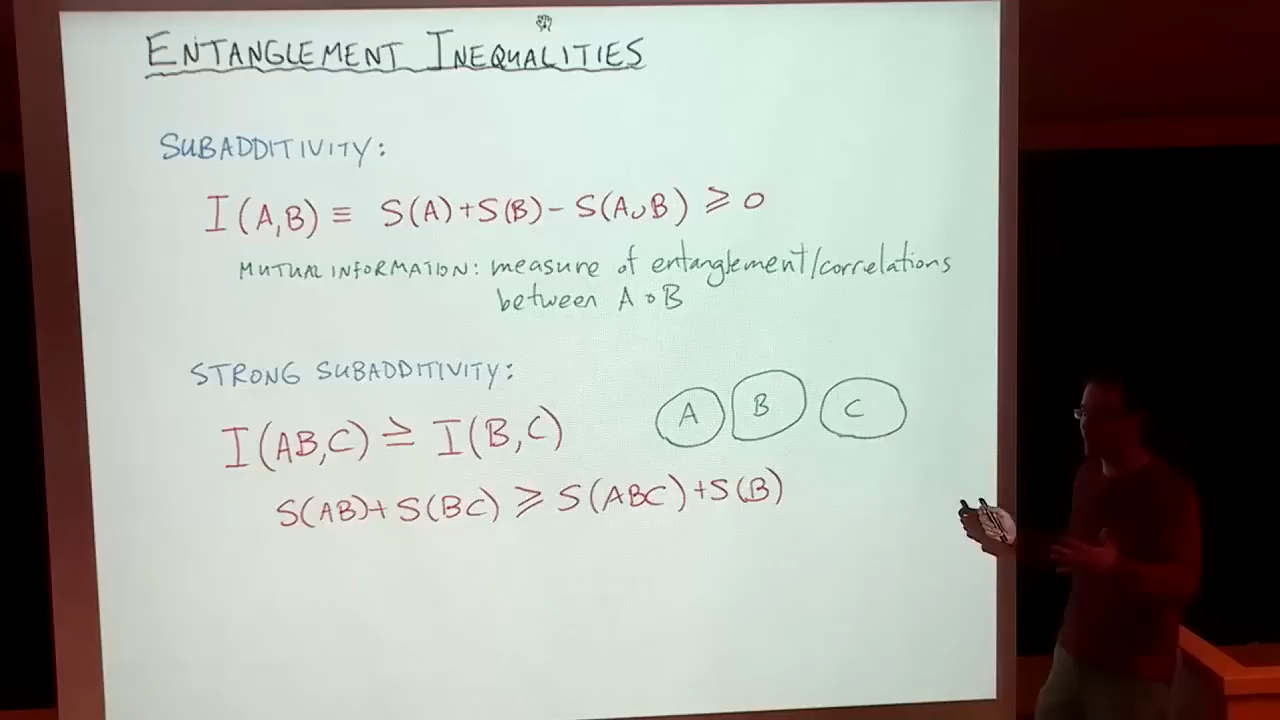 ENTANGLEMENT INEQUALITIES
SUBADDITIVITY:
I(A,B) ≡ S(A)+S(B)-S(A∪B) ⩾ 0
MUTUAL INFORMATION: measure of entanglement/correlations
between A & B
STRONG SUBADDITIVITY:
A B C
I(AB,C) ≥ I(B,C)
S(AB)+S(BC) ⩾ S(ABC)+S(B)